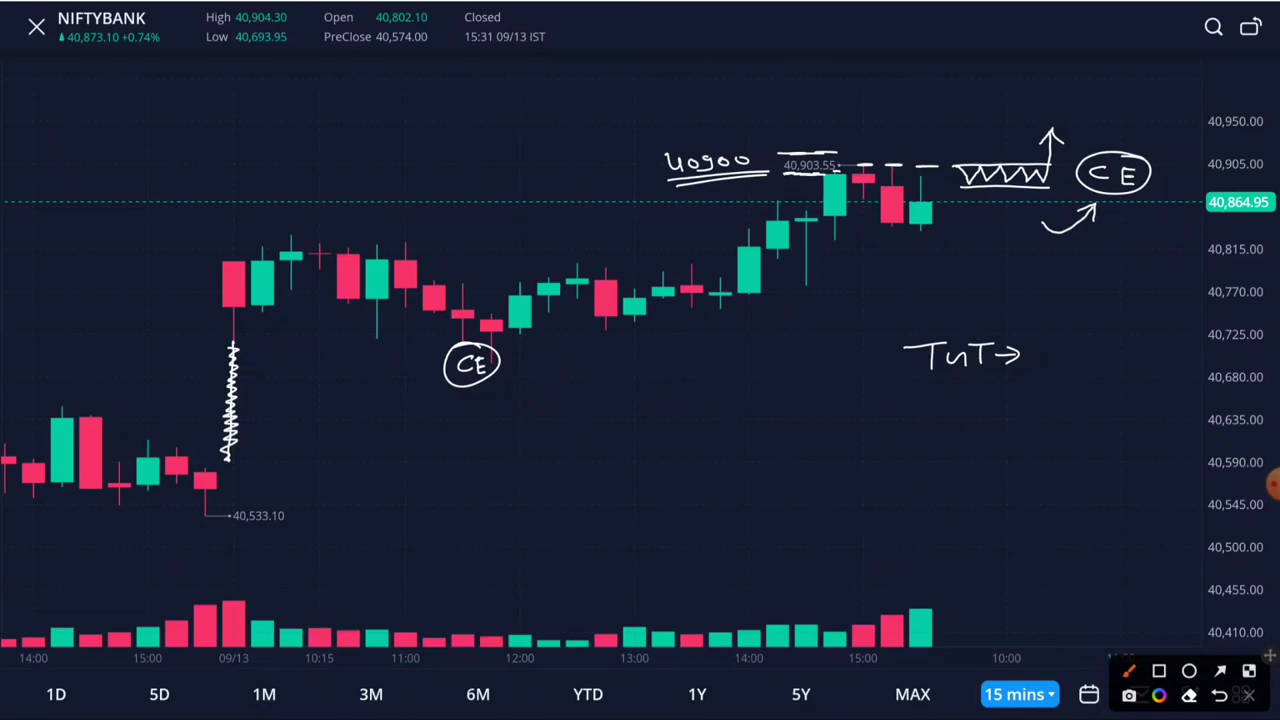 NIFTYBANK
40,873.10 +0.74%
High 40,904.30
Low 40,693.95
Open 40,802.10
PreClose 40,574.00
Closed
15:31 09/13 IST
40,950.00
40900
40,903.55
40,905.00
CE
40,864.95
40,815.00
40,770.00
40,725.00
CE
TnT
40,680.00
40,635.00
40,590.00
40,545.00
40,533.10
40,500.00
40,455.00
40,410.00
14:00 15:00 09/13 10:15 11:00 12:00 13:00 14:00 15:00 10:00
1D 5D 1M 3M 6M YTD 1Y 5Y MAX 15 mins